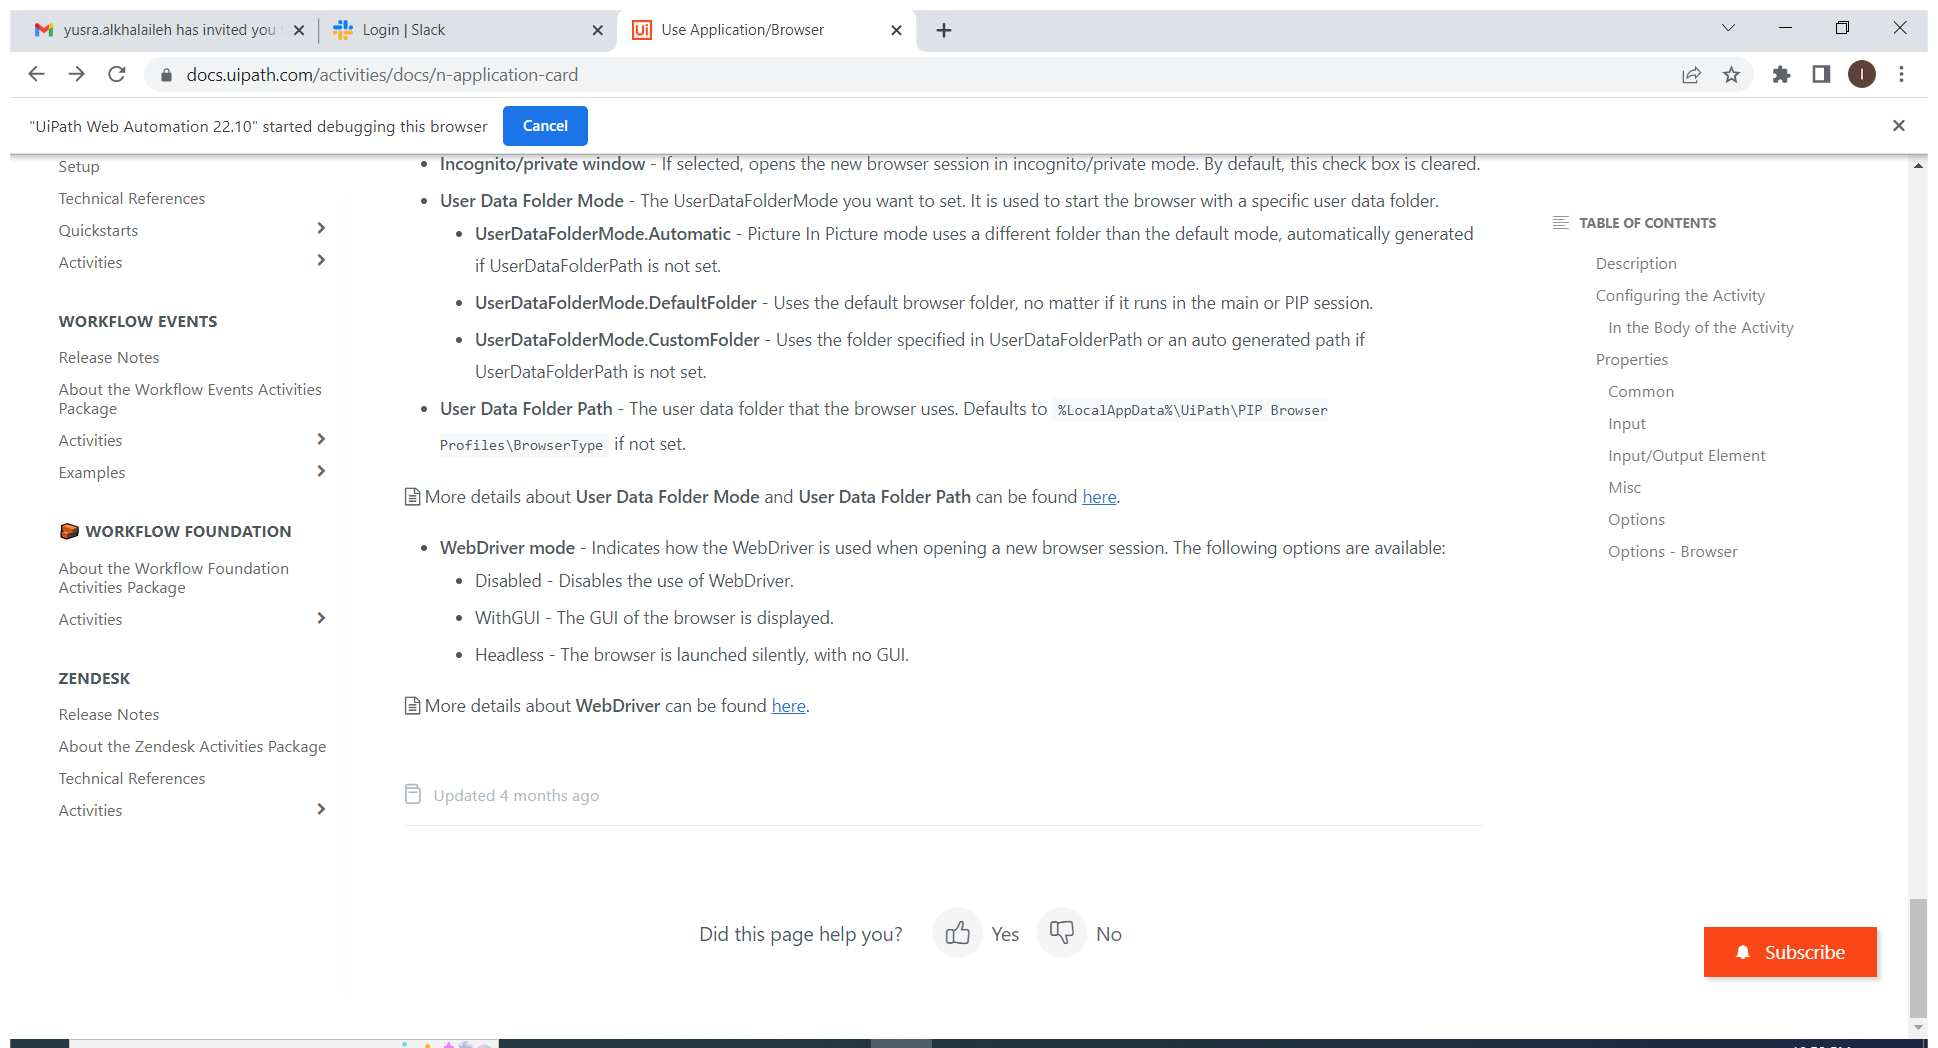 yusra.alkhalaileh has invited you
Login | Slack
Ui Use Application/Browser
docs.uipath.com/activities/docs/n-application-card
I
"UiPath Web Automation 22.10" started debugging this browser
Cancel
Setup
Technical References
Quickstarts
Activities
WORKFLOW EVENTS
Release Notes
About the Workflow Events Activities
Package
Activities
Examples
WORKFLOW FOUNDATION
About the Workflow Foundation
Activities Package
Activities
ZENDESK
Release Notes
About the Zendesk Activities Package
Technical References
Activities
• Incognito/private window - If selected, opens the new browser session in incognito/private mode. By default, this check box is cleared.
• User Data Folder Mode - The UserDataFolderMode you want to set. It is used to start the browser with a specific user data folder.
• UserDataFolderMode.Automatic - Picture In Picture mode uses a different folder than the default mode, automatically generated
if UserDataFolderPath is not set.
• UserDataFolderMode.DefaultFolder - Uses the default browser folder, no matter if it runs in the main or PIP session.
• UserDataFolderMode.CustomFolder - Uses the folder specified in UserDataFolderPath or an auto generated path if
UserDataFolderPath is not set.
• User Data Folder Path - The user data folder that the browser uses. Defaults to %LocalAppData%\UiPath\PIP Browser
Profiles\BrowserType if not set.
More details about User Data Folder Mode and User Data Folder Path can be found here.
• WebDriver mode - Indicates how the WebDriver is used when opening a new browser session. The following options are available:
• Disabled - Disables the use of WebDriver.
• WithGUI - The GUI of the browser is displayed.
• Headless - The browser is launched silently, with no GUI.
More details about WebDriver can be found here.
Updated 4 months ago
Did this page help you? Yes No
TABLE OF CONTENTS
Description
Configuring the Activity
In the Body of the Activity
Properties
Common
Input
Input/Output Element
Misc
Options
Options - Browser
Subscribe